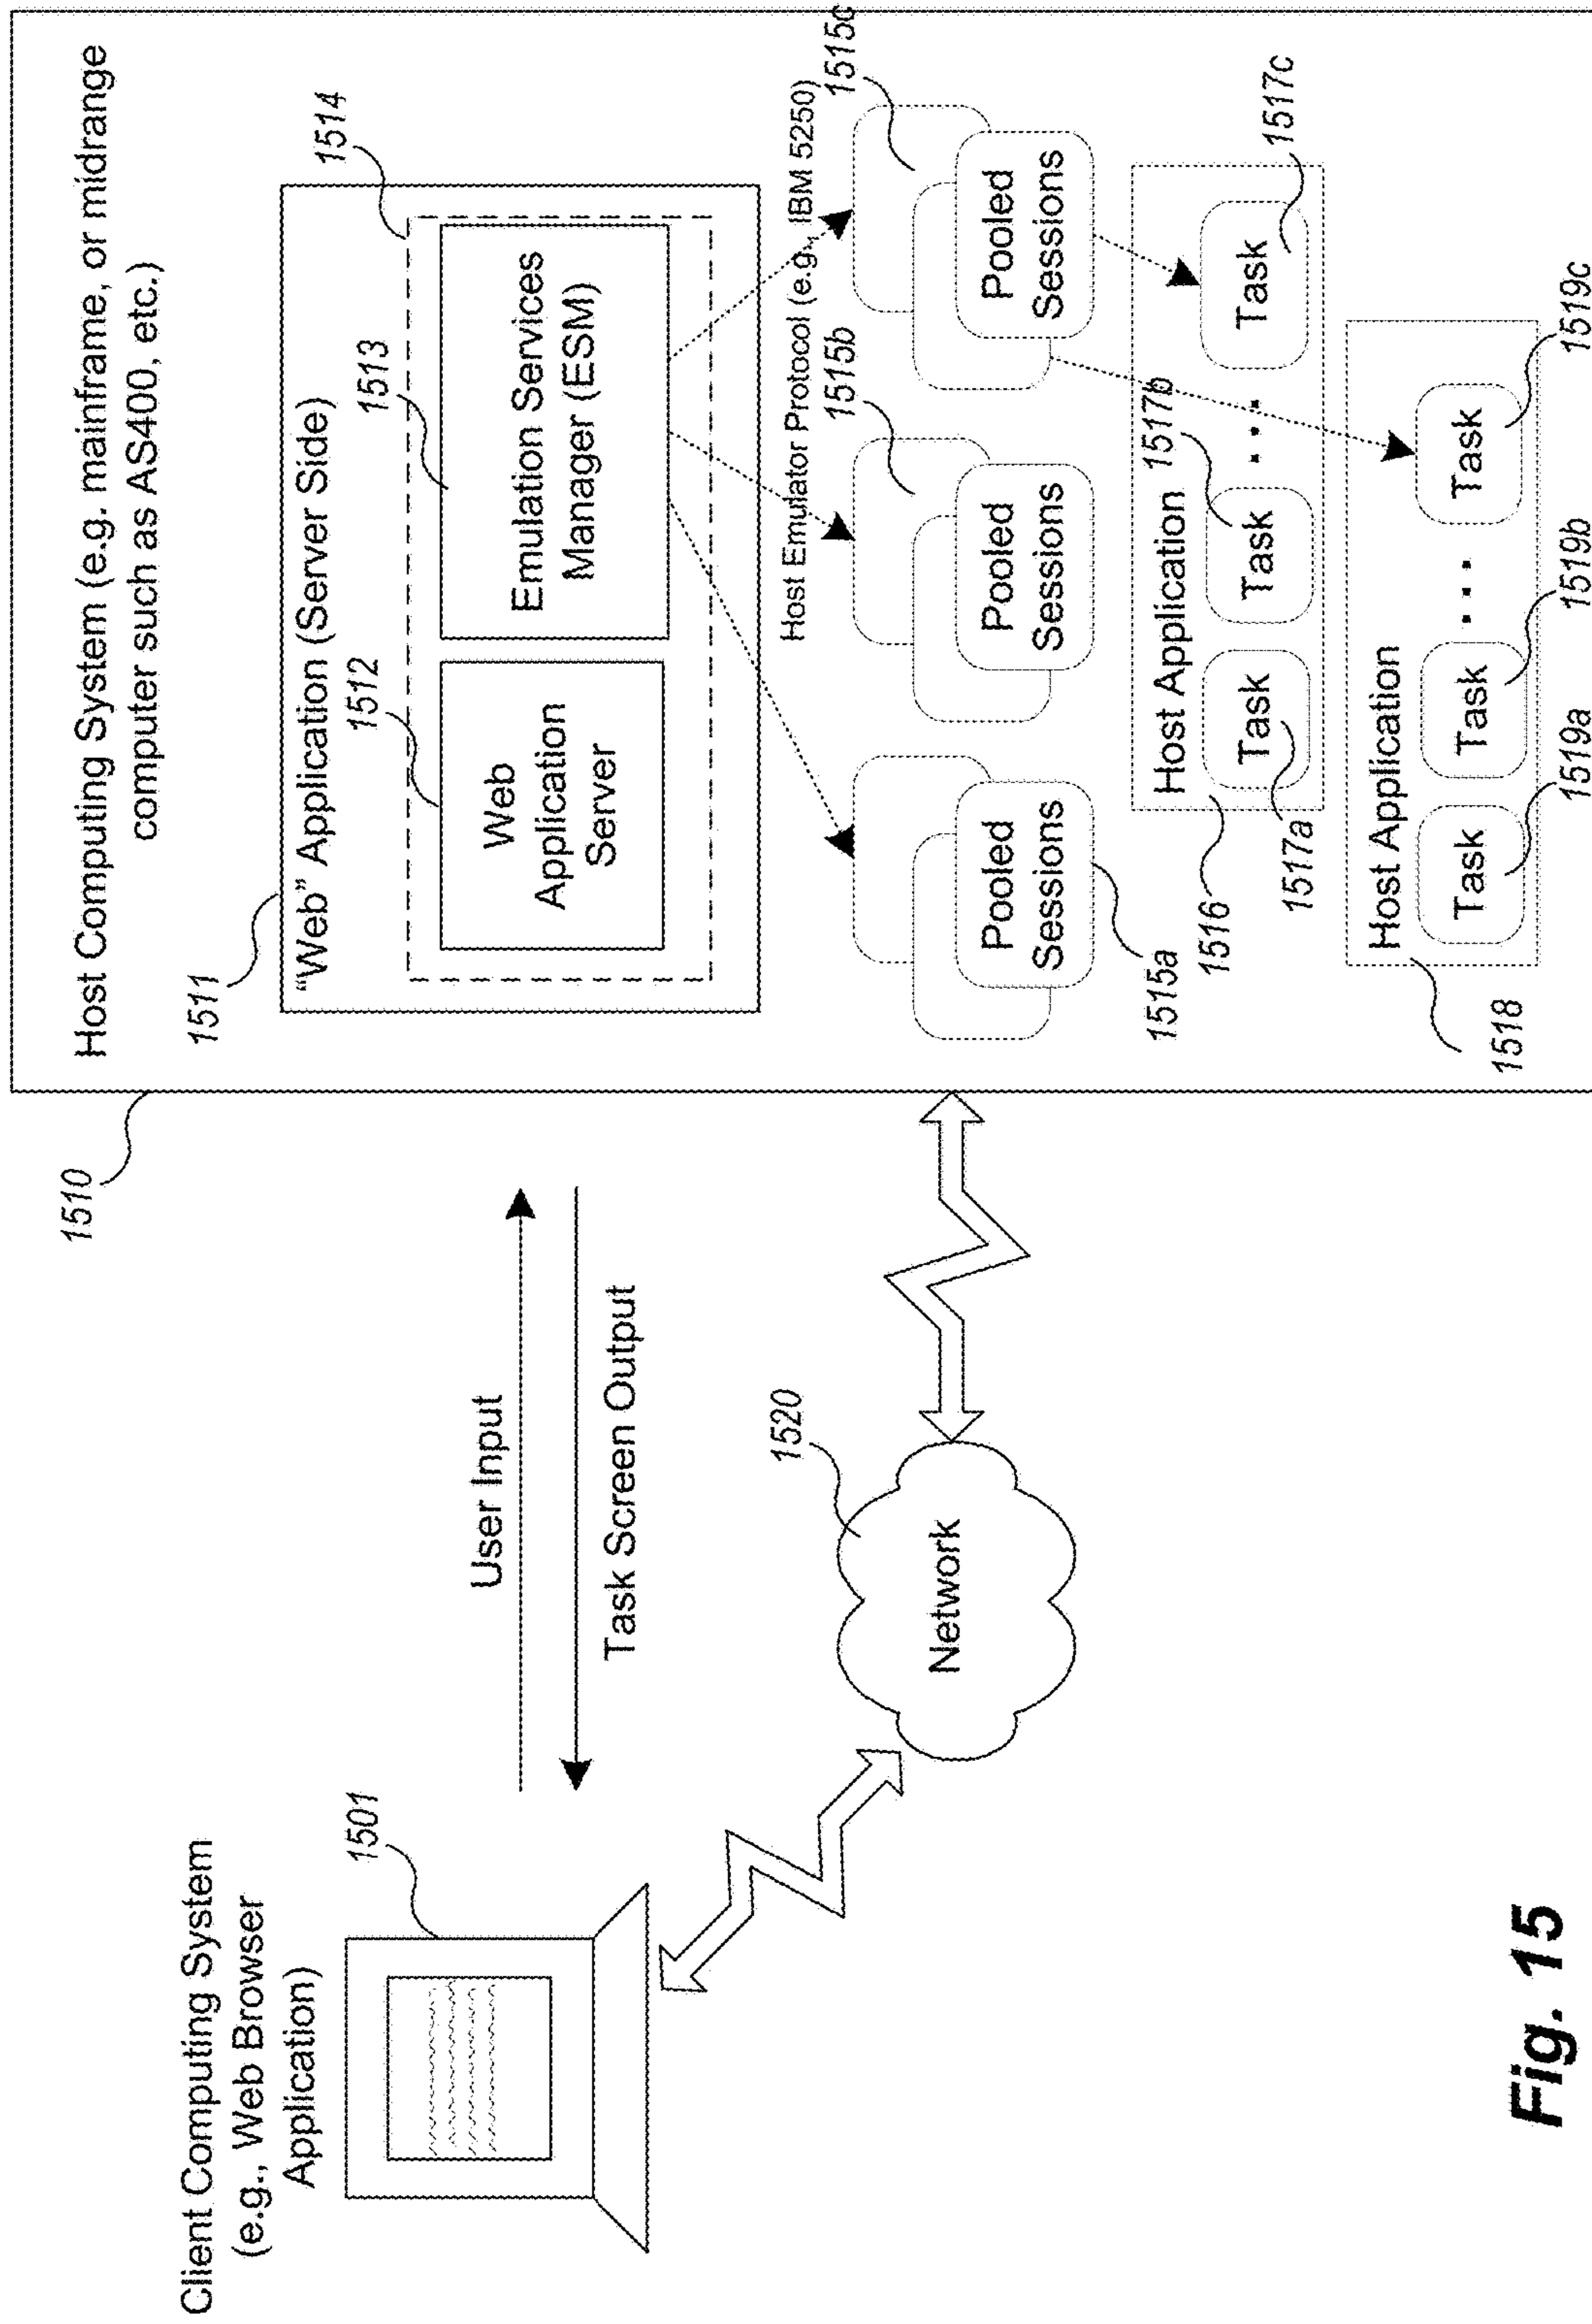 Client Computing System
(e.g., Web Browser
Application)
1501
User Input
Task Screen Output
1520
Network
1510
Host Computing System (e.g. mainframe, or midrange
computer such as AS400, etc.)
1511
“Web” Application (Server Side)
1512
1513
1514
Web
Application
Server
Emulation Services
Manager (ESM)
Host Emulator Protocol (e.g., IBM 5250)
1515b
1515c
Pooled
Sessions
Pooled
Sessions
Pooled
Sessions
1515a
1516
Host Application
1517b
Task
Task
...
Task
1517a
1517c
1518
Host Application
Task
Task
...
Task
1519a
1519b
1519c
Fig. 15